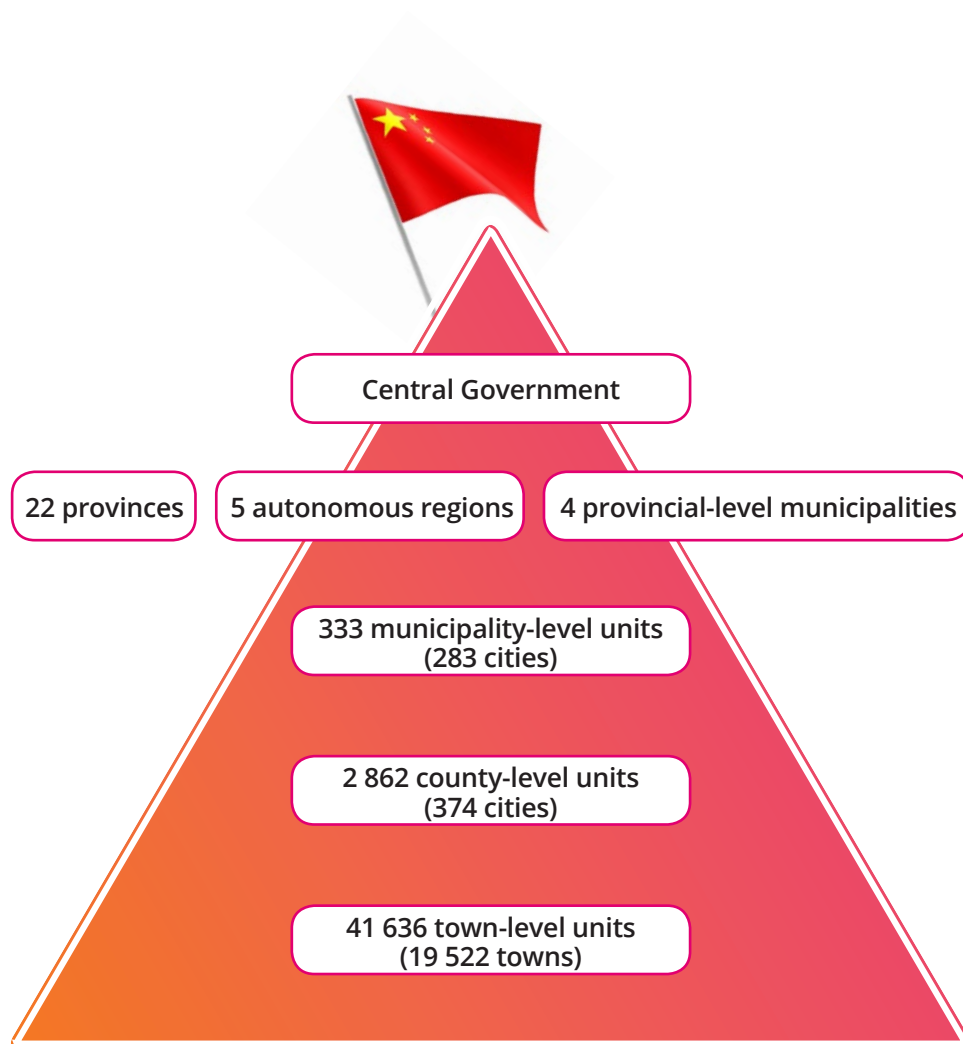 Central Government
22 provinces
5 autonomous regions
4 provincial-level municipalities
333 municipality-level units
(283 cities)
2 862 county-level units
(374 cities)
41 636 town-level units
(19 522 towns)